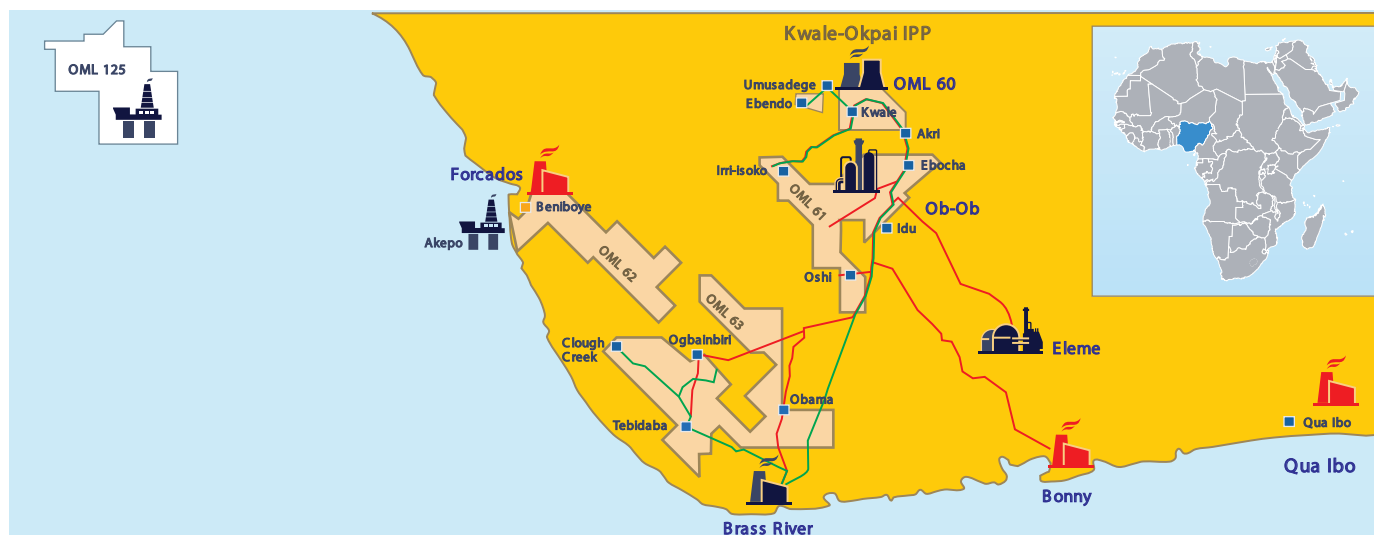 Kwale-Okpai IPP
OML 125
Umusadege
OML 60
Ebendo
Kwale
Akri
Irri-isoko
Ebocha
Forcados
OML 61
Beniboye
Ob-Ob
Idu
Akepo
OML 62
Oshi
OML 63
Clough
Creek
Ogbainbiri
Eleme
Obama
Tebidaba
Qua Ibo
Qua Ibo
Bonny
Brass River